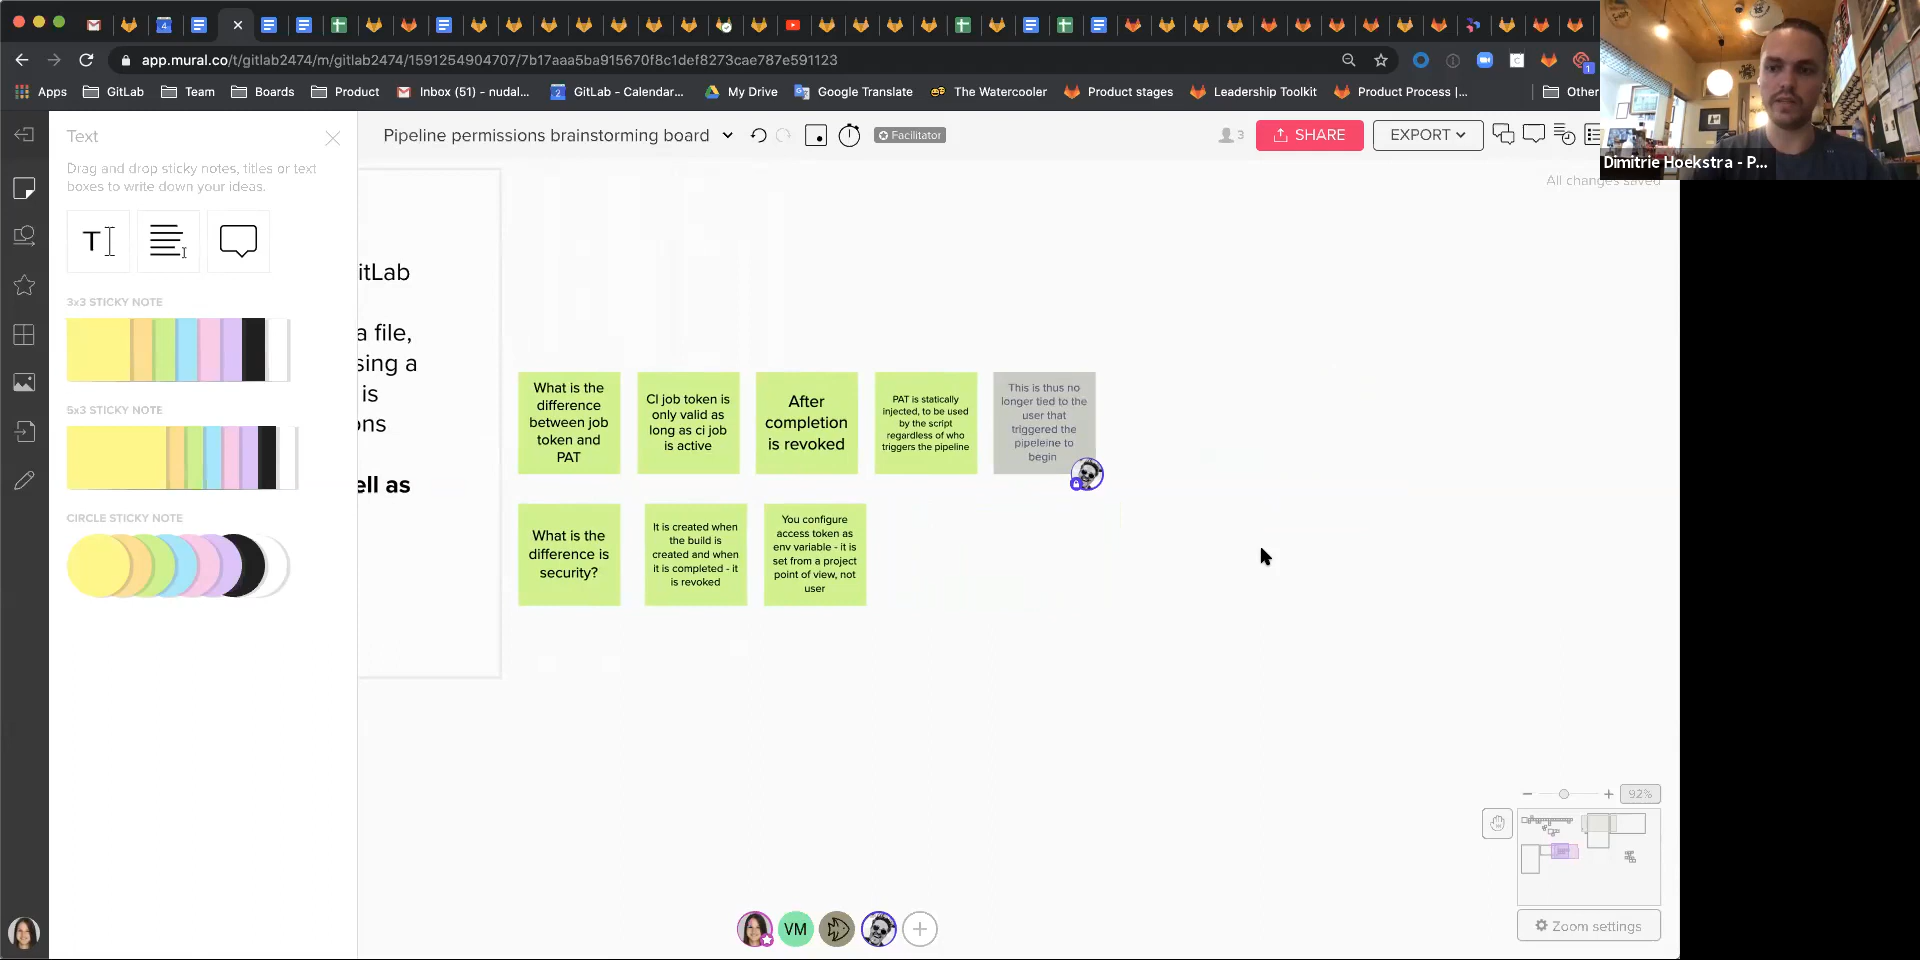 app.mural.co/t/gitlab2474/m/gitlab2474/1591254904707/7b17aaa5ba915670f8c1def8273cae787e591123
1
Apps
GitLab
Team
Boards
Product
Inbox (51) - nudal...
2
GitLab - Calendar...
My Drive
Google Translate
The Watercooler
Product stages
Leadership Toolkit
Product Process |...
Other
Dimitrie Hoekstra - P...
Text
Drag and drop sticky notes, titles or text
boxes to write down your ideas.
T
3x3 STICKY NOTE
5x3 STICKY NOTE
CIRCLE STICKY NOTE
Pipeline permissions brainstorming board
Facilitator
3
SHARE
EXPORT
All changes saved
itLab
a file,
sing a
is
ons
ell as
What is the
difference
between job
token and
PAT
CI job token is
only valid as
long as ci job
is active
After
completion
is revoked
PAT is statically
injected, to be used
by the script
regardless of who
triggers the pipeline
This is thus no
longer tied to the
user that
triggered the
pipeleine to
begin
What is the
difference is
security?
It is created when
the build is
created and when
it is completed - it
is revoked
You configure
access token as
env variable - it is
set from a project
point of view, not
user
92%
Zoom settings
VM